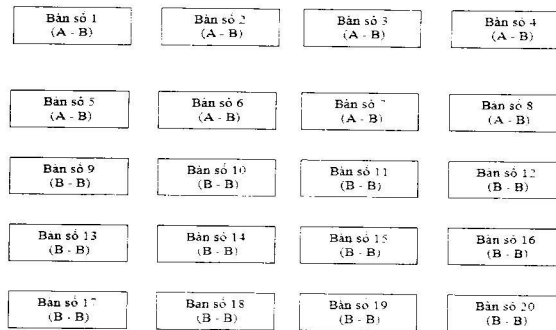 Bàn số 1
(A - B)
Bàn số 2
(A - B)
Bàn số 3
(A - B)
Bàn số 4
(A - B)
Bàn số 5
(A - B)
Bàn số 6
(A - B)
Bàn số 7
(A - B)
Bàn số 8
(A - B)
Bàn số 9
(B - B)
Bàn số 10
(B - B)
Bàn số 11
(B - B)
Bàn số 12
(B - B)
Bàn số 13
(B - B)
Bàn số 14
(B - B)
Bàn số 15
(B - B)
Bàn số 16
(B - B)
Bàn số 17
(B - B)
Bàn số 18
(B - B)
Bàn số 19
(B - B)
Bàn số 20
(B - B)